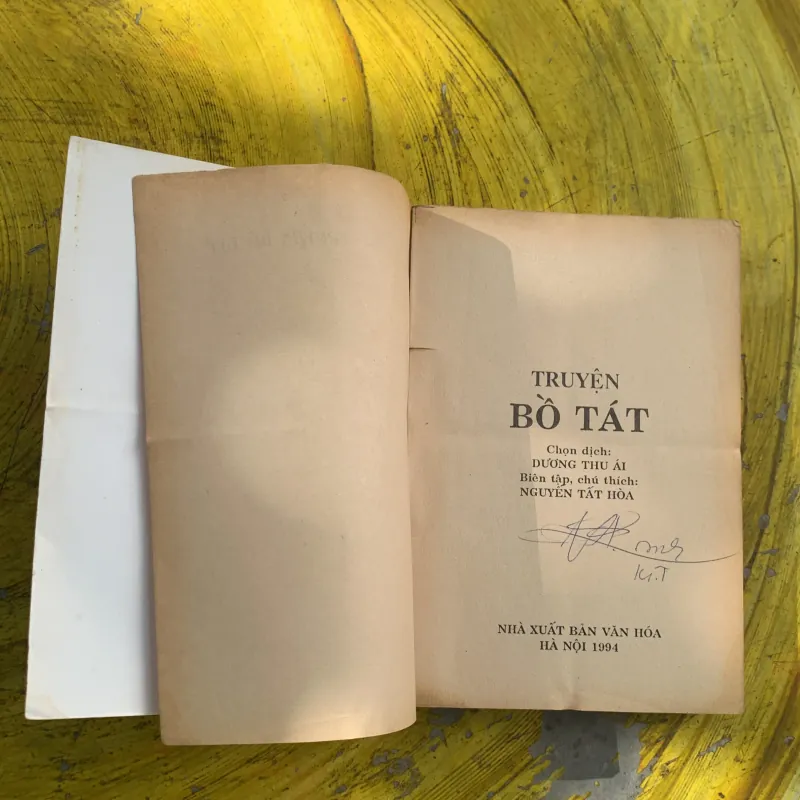 TRUYỆN
BỒ TÁT
Chọn dịch:
DƯƠNG THU ÁI
Biên tập, chú thích:
NGUYỄN TẤT HÒA
K1.T
NHÀ XUẤT BẢN VĂN HÓA
HÀ NỘI 1994